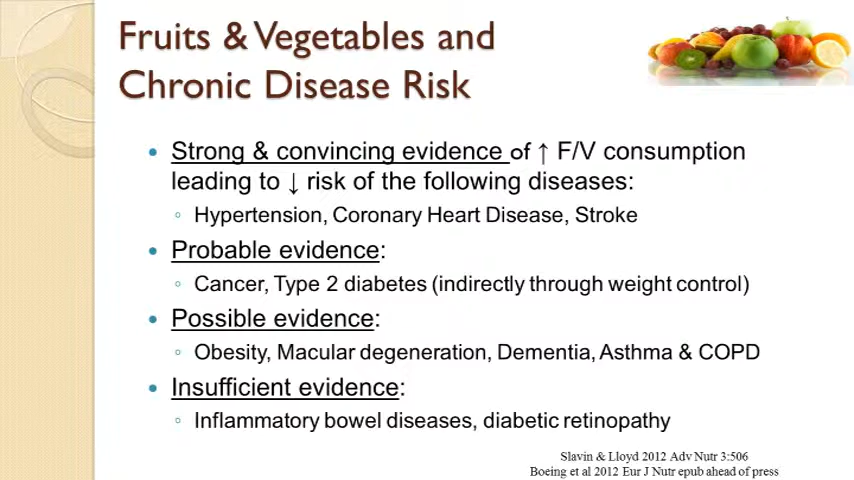 Fruits & Vegetables and
Chronic Disease Risk
• Strong & convincing evidence of ↑ F/V consumption
leading to ↓ risk of the following diseases:
◦ Hypertension, Coronary Heart Disease, Stroke
• Probable evidence:
◦ Cancer, Type 2 diabetes (indirectly through weight control)
• Possible evidence:
◦ Obesity, Macular degeneration, Dementia, Asthma & COPD
• Insufficient evidence:
◦ Inflammatory bowel diseases, diabetic retinopathy
Slavin & Lloyd 2012 Adv Nutr 3:506
Boeing et al 2012 Eur J Nutr epub ahead of press